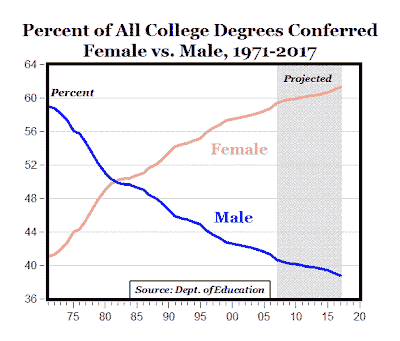 Percent of All College Degrees Conferred
Female vs. Male, 1971-2017
64
Percent
Projected
60
56
Female
52
48
Male
44
40
Source: Dept. of Education
36
75 80 85 90 95 00 05 10 15 20